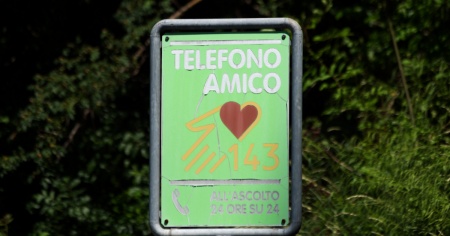 TELEFONO
AMICO
143
ALL'ASCOLTO
24 ORE SU 24